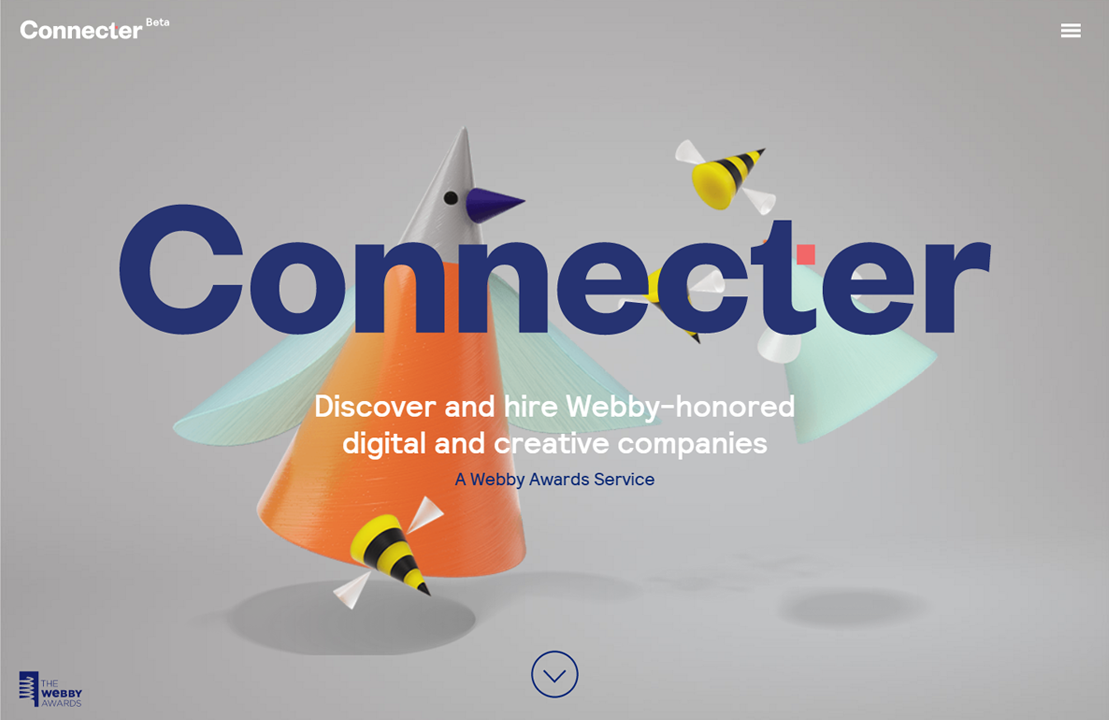 Connecter Beta
Connecter
Discover and hire Webby-honored
digital and creative companies
A Webby Awards Service
THE
WEBBY
AWARDS